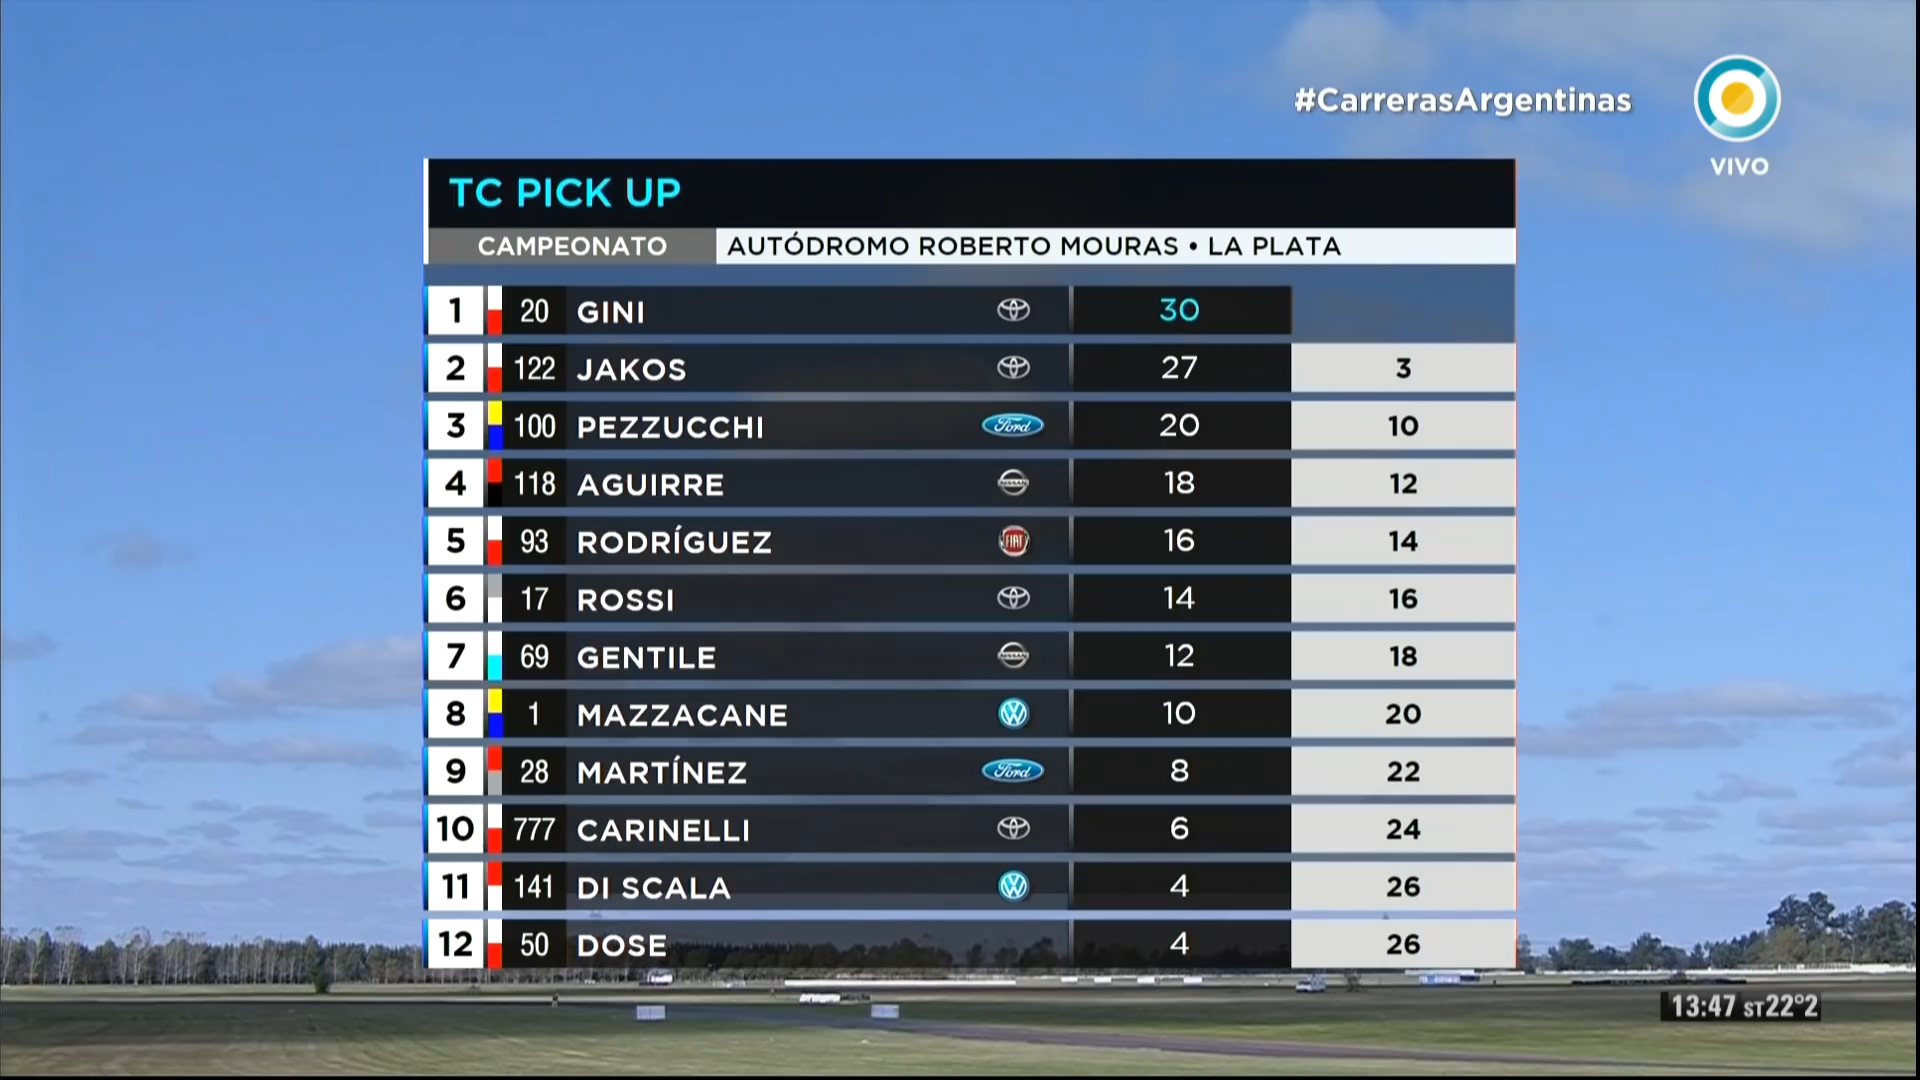 #CarrerasArgentinas
VIVO
TC PICK UP
CAMPEONATO AUTÓDROMO ROBERTO MOURAS • LA PLATA
1 20 GINI 30
2 122 JAKOS 27 3
3 100 PEZZUCCHI Ford 20 10
4 118 AGUIRRE NISSAN 18 12
5 93 RODRÍGUEZ FIAT 16 14
6 17 ROSSI 14 16
7 69 GENTILE NISSAN 12 18
8 1 MAZZACANE 10 20
9 28 MARTÍNEZ Ford 8 22
10 777 CARINELLI 6 24
11 141 DI SCALA 4 26
12 50 DOSE 4 26
13:47 ST22°2